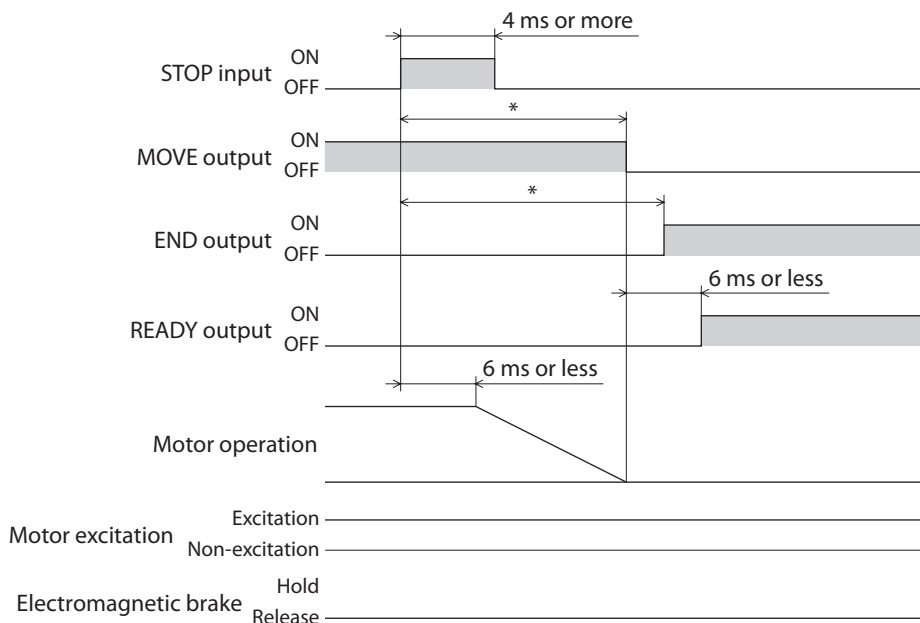 4 ms or more
STOP input
ON
OFF
*
MOVE output
ON
OFF
*
END output
ON
OFF
6 ms or less
READY output
ON
OFF
6 ms or less
Motor operation
Motor excitation
Excitation
Non-excitation
Electromagnetic brake
Hold
Release